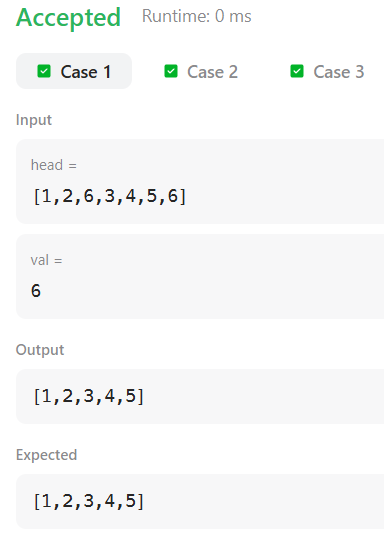 Accepted Runtime: 0 ms
Case 1 Case 2 Case 3
Input
head =
[1,2,6,3,4,5,6]
val =
6
Output
[1,2,3,4,5]
Expected
[1,2,3,4,5]